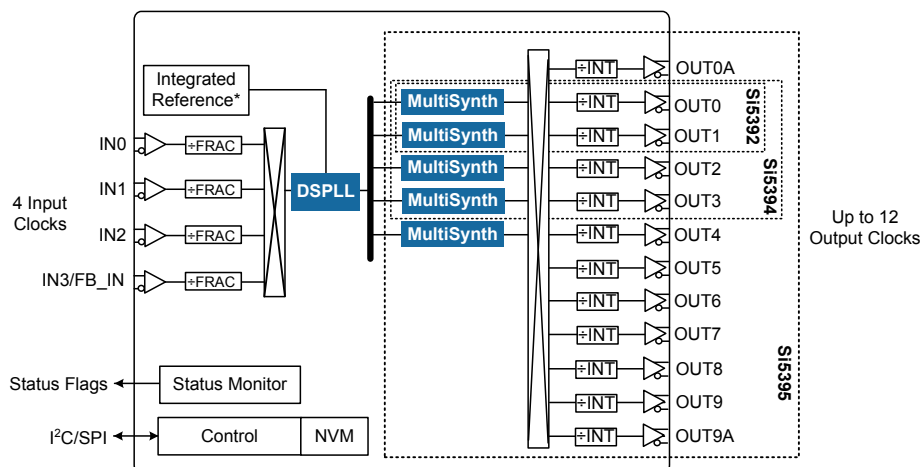 Integrated
Reference*
IN0
÷FRAC
IN1
÷FRAC
IN2
÷FRAC
IN3/FB_IN
÷FRAC
4 Input
Clocks
DSPLL
MultiSynth
MultiSynth
MultiSynth
MultiSynth
MultiSynth
÷INT
OUT0A
÷INT
OUT0
÷INT
OUT1
÷INT
OUT2
÷INT
OUT3
÷INT
OUT4
÷INT
OUT5
÷INT
OUT6
÷INT
OUT7
÷INT
OUT8
÷INT
OUT9
÷INT
OUT9A
Si5392
Si5394
Si5395
Up to 12
Output Clocks
Status Flags
Status Monitor
I²C/SPI
Control
NVM